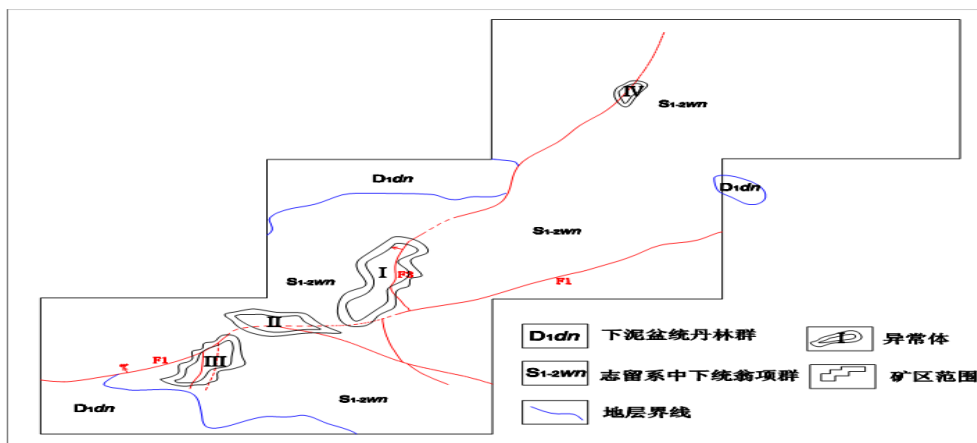 IV
S1-2wn
D1dn
D1dn
S1-2wn
I
F2
S1-2wn
F1
II
F1
III
D1dn
S1-2wn
D1dn 下泥盆统丹林群
I 异常体
S1-2wn 志留系中下统翁项群
矿区范围
地层界线